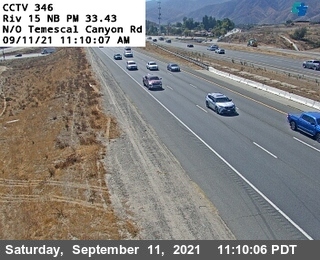 CCTV 346
Riv 15 NB PM 33.43
N/O Temescal Canyon Rd
09/11/21 11:10:07 AM
Saturday, September 11, 2021 11:10:06 PDT